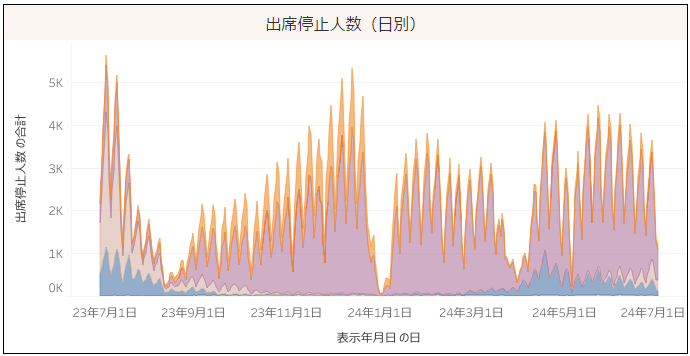 出席停止人数（日別）
5K
4K
3K
2K
1K
0K
出席停止人数 の合計
23年7月1日
23年9月1日
23年11月1日
24年1月1日
24年3月1日
24年5月1日
24年7月1日
表示年月日 の日